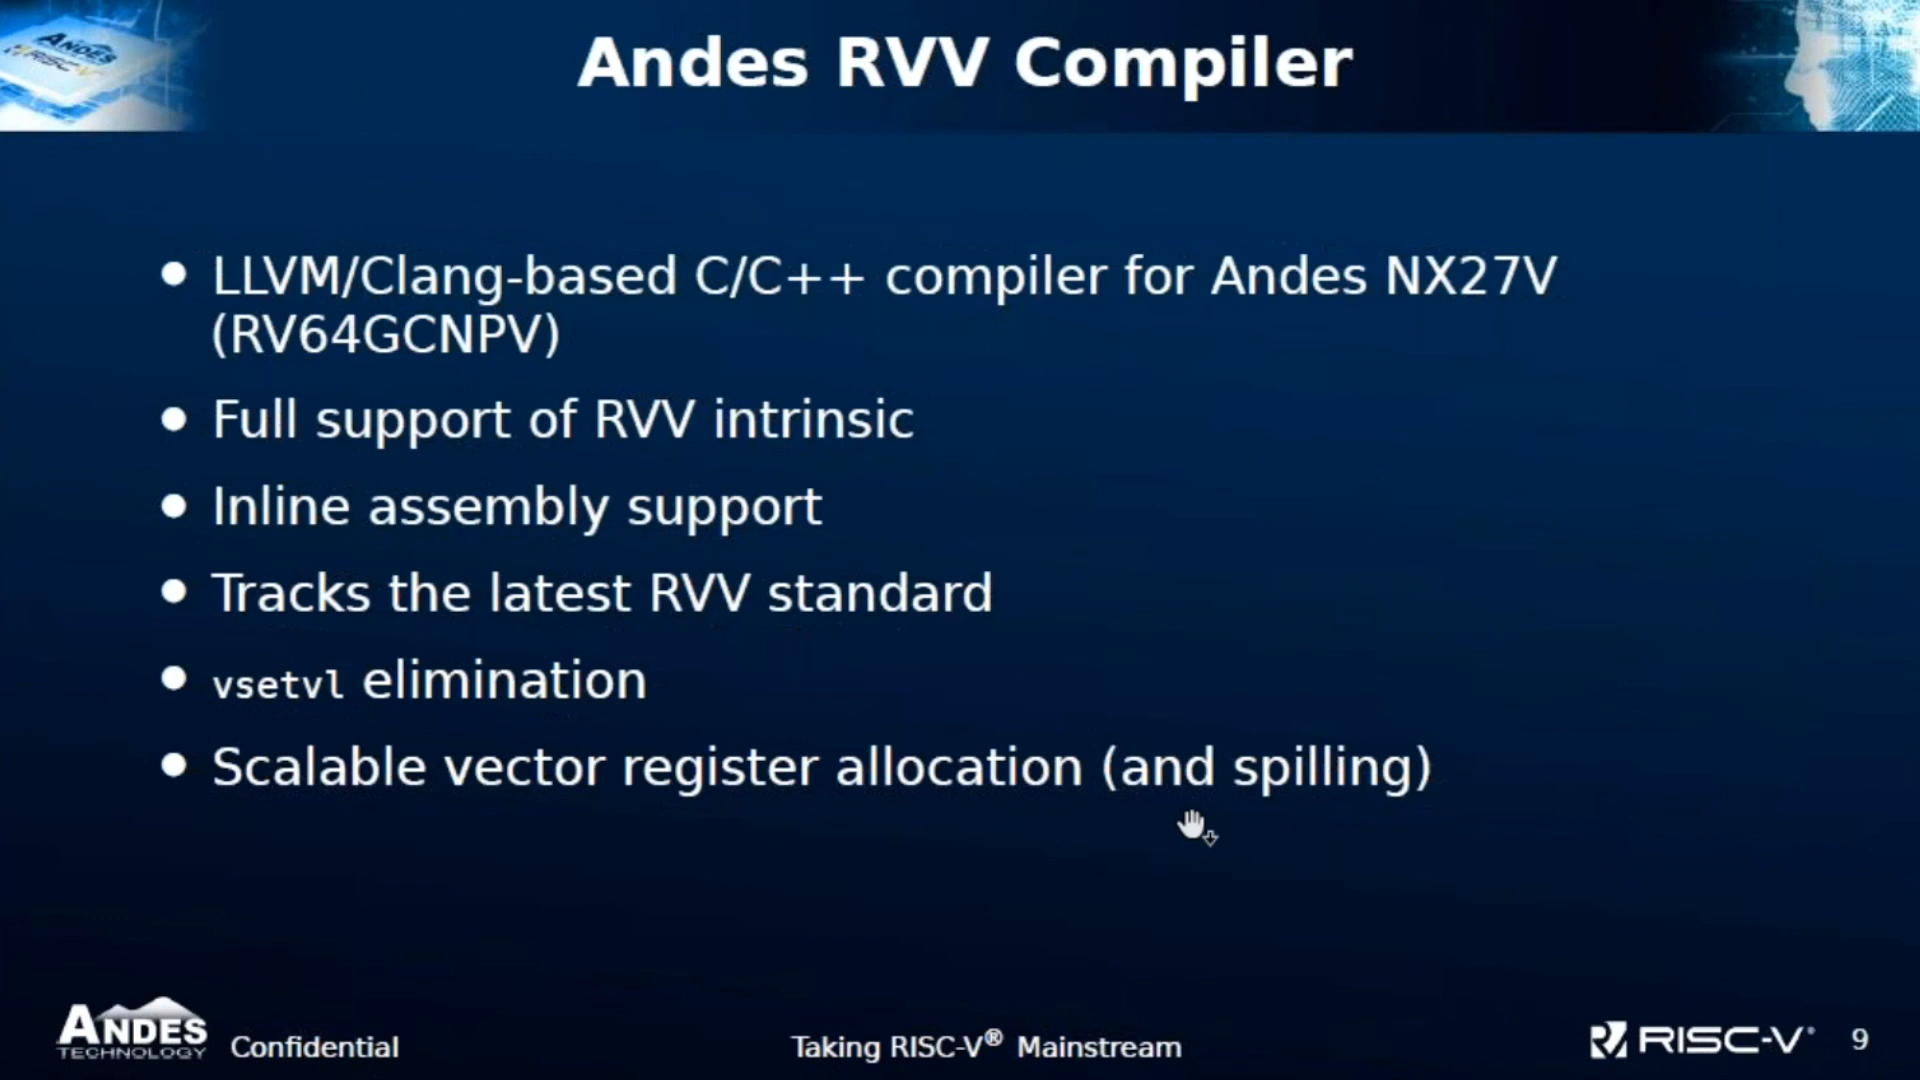 ANDES
RISC-V
Andes RVV Compiler
LLVM/Clang-based C/C++ compiler for Andes NX27V
(RV64GCNPV)
Full support of RVV intrinsic
Inline assembly support
Tracks the latest RVV standard
vsetvl elimination
Scalable vector register allocation (and spilling)
ANDES
TECHNOLOGY
Confidential
Taking RISC-V® Mainstream
RISC-V®
9